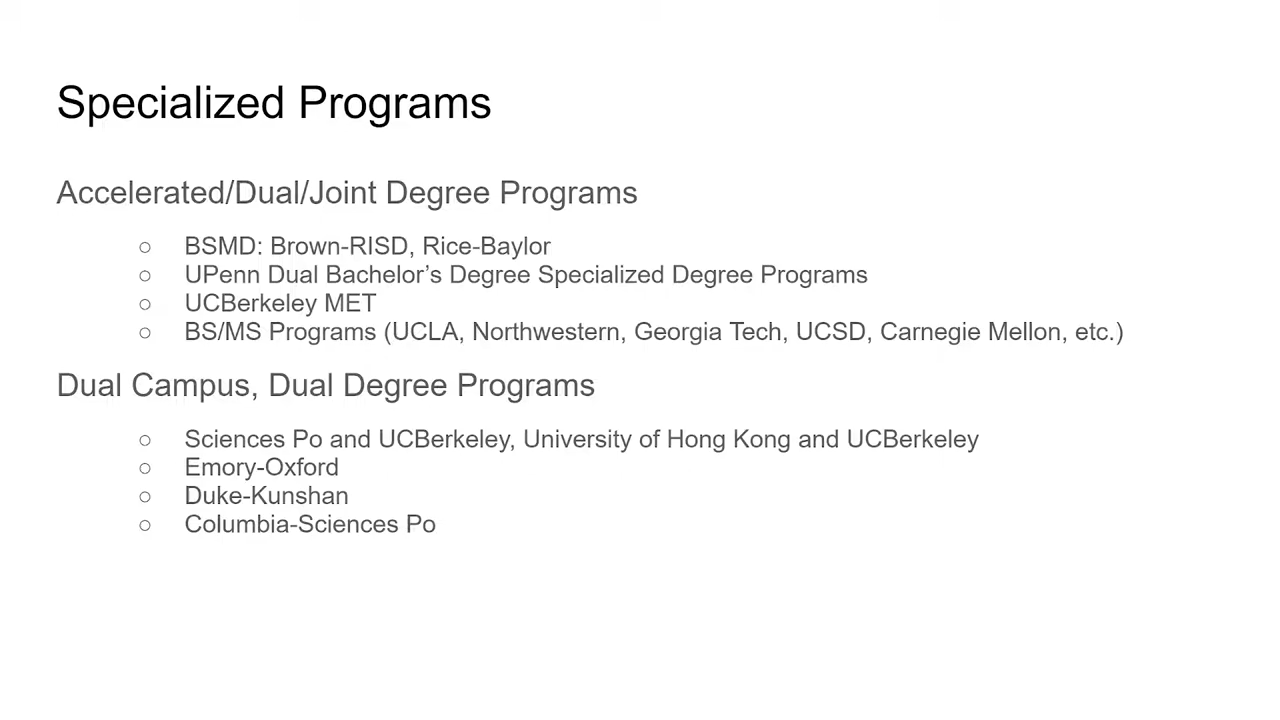 Specialized Programs
Accelerated/Dual/Joint Degree Programs
○ BSMD: Brown-RISD, Rice-Baylor
○ UPenn Dual Bachelor’s Degree Specialized Degree Programs
○ UCBerkeley MET
○ BS/MS Programs (UCLA, Northwestern, Georgia Tech, UCSD, Carnegie Mellon, etc.)
Dual Campus, Dual Degree Programs
○ Sciences Po and UCBerkeley, University of Hong Kong and UCBerkeley
○ Emory-Oxford
○ Duke-Kunshan
○ Columbia-Sciences Po